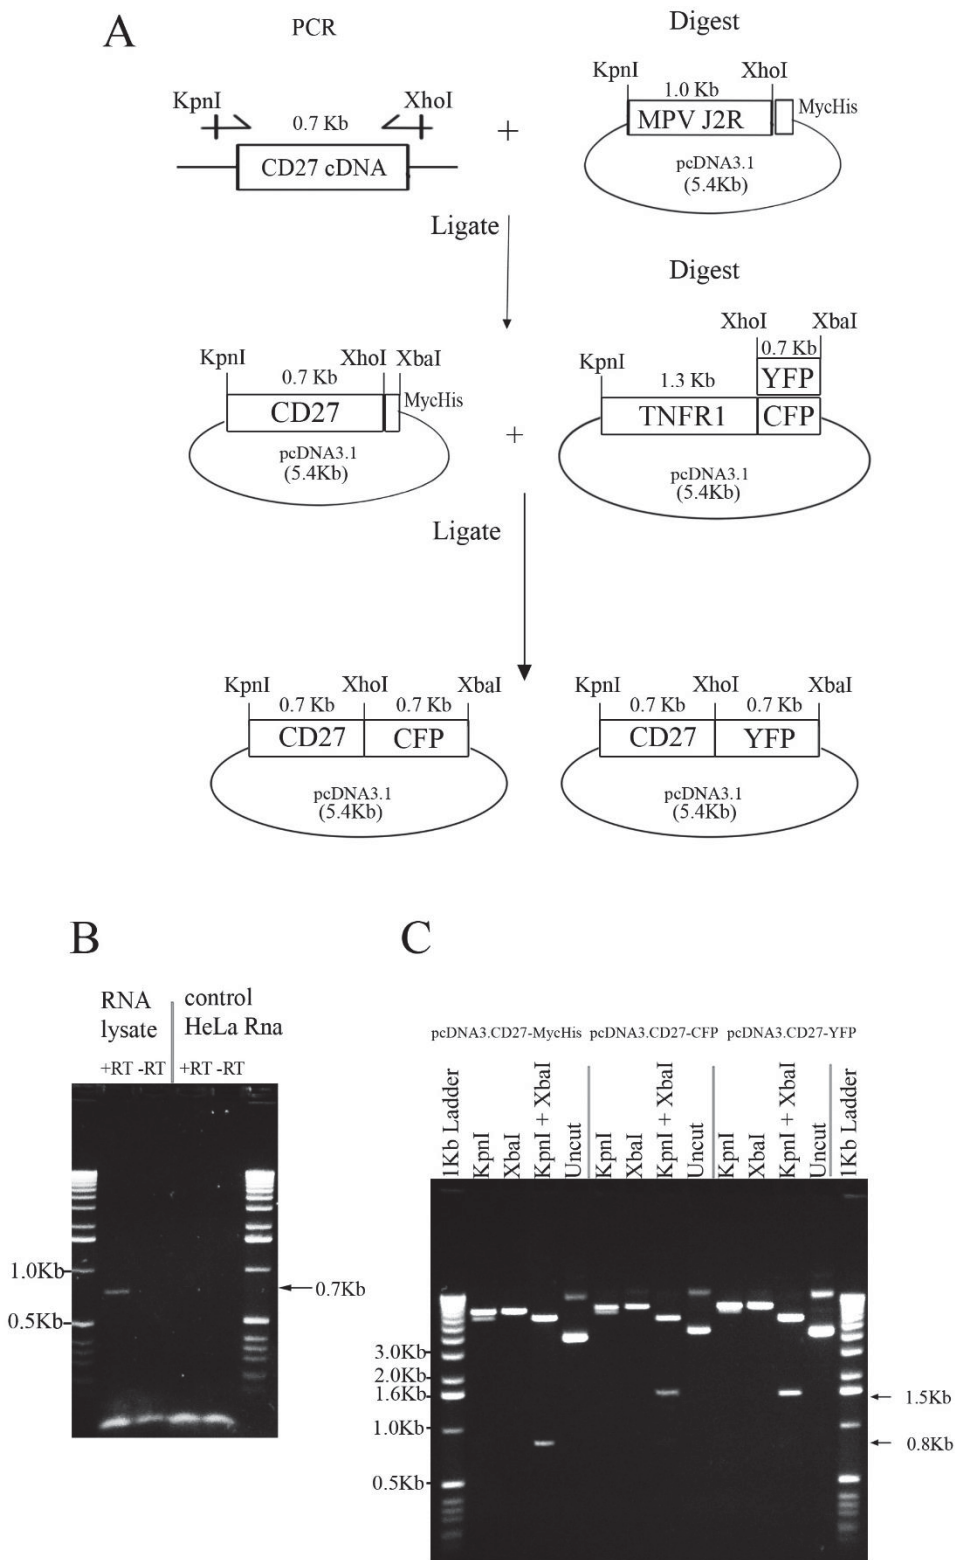 A
PCR
Digest
KpnI
XhoI
0.7 Kb
CD27 cDNA
+
KpnI
XhoI
1.0 Kb
MPV J2R
MycHis
pcDNA3.1
(5.4Kb)
Ligate
Digest
KpnI
XhoI
XbaI
0.7 Kb
CD27
MycHis
pcDNA3.1
(5.4Kb)
+
KpnI
XhoI
XbaI
0.7 Kb
YFP
1.3 Kb
TNFR1
CFP
pcDNA3.1
(5.4Kb)
Ligate
KpnI
XhoI
XbaI
0.7 Kb
0.7 Kb
CD27
CFP
pcDNA3.1
(5.4Kb)
KpnI
XhoI
XbaI
0.7 Kb
0.7 Kb
CD27
YFP
pcDNA3.1
(5.4Kb)
B
RNA
lysate
control
HeLa Rna
+RT -RT
+RT -RT
1.0Kb
0.5Kb
0.7Kb
C
pcDNA3.CD27-MycHis
pcDNA3.CD27-CFP
pcDNA3.CD27-YFP
1Kb Ladder
KpnI
XbaI
KpnI + XbaI
Uncut
KpnI
XbaI
KpnI + XbaI
Uncut
KpnI
XbaI
KpnI + XbaI
Uncut
1Kb Ladder
3.0Kb
2.0Kb
1.6Kb
1.0Kb
0.5Kb
1.5Kb
0.8Kb